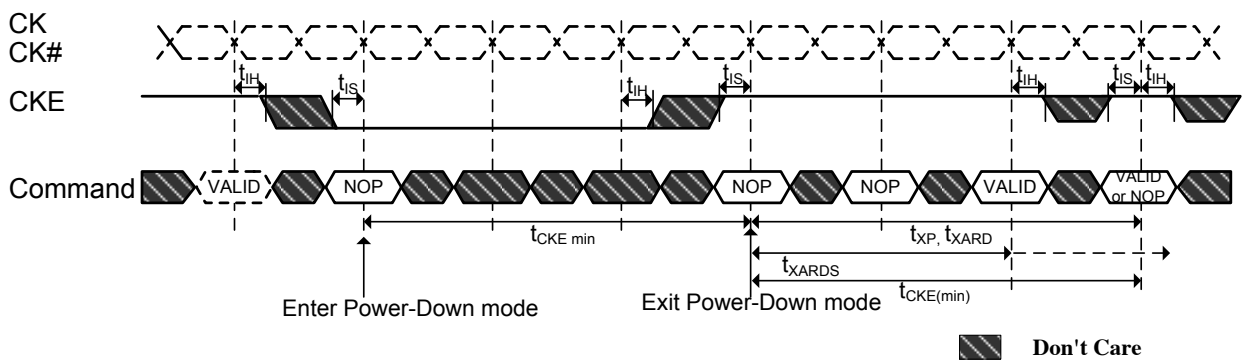 CK
CK#
tIH
tIS
tIH
tIS
tIH
tIS
tIH
CKE
Command
VALID
NOP
NOP
NOP
VALID
VALID
or NOP
tCKE min
tXP, tXARD
tXARDS
tCKE(min)
Enter Power-Down mode
Exit Power-Down mode
Don't Care